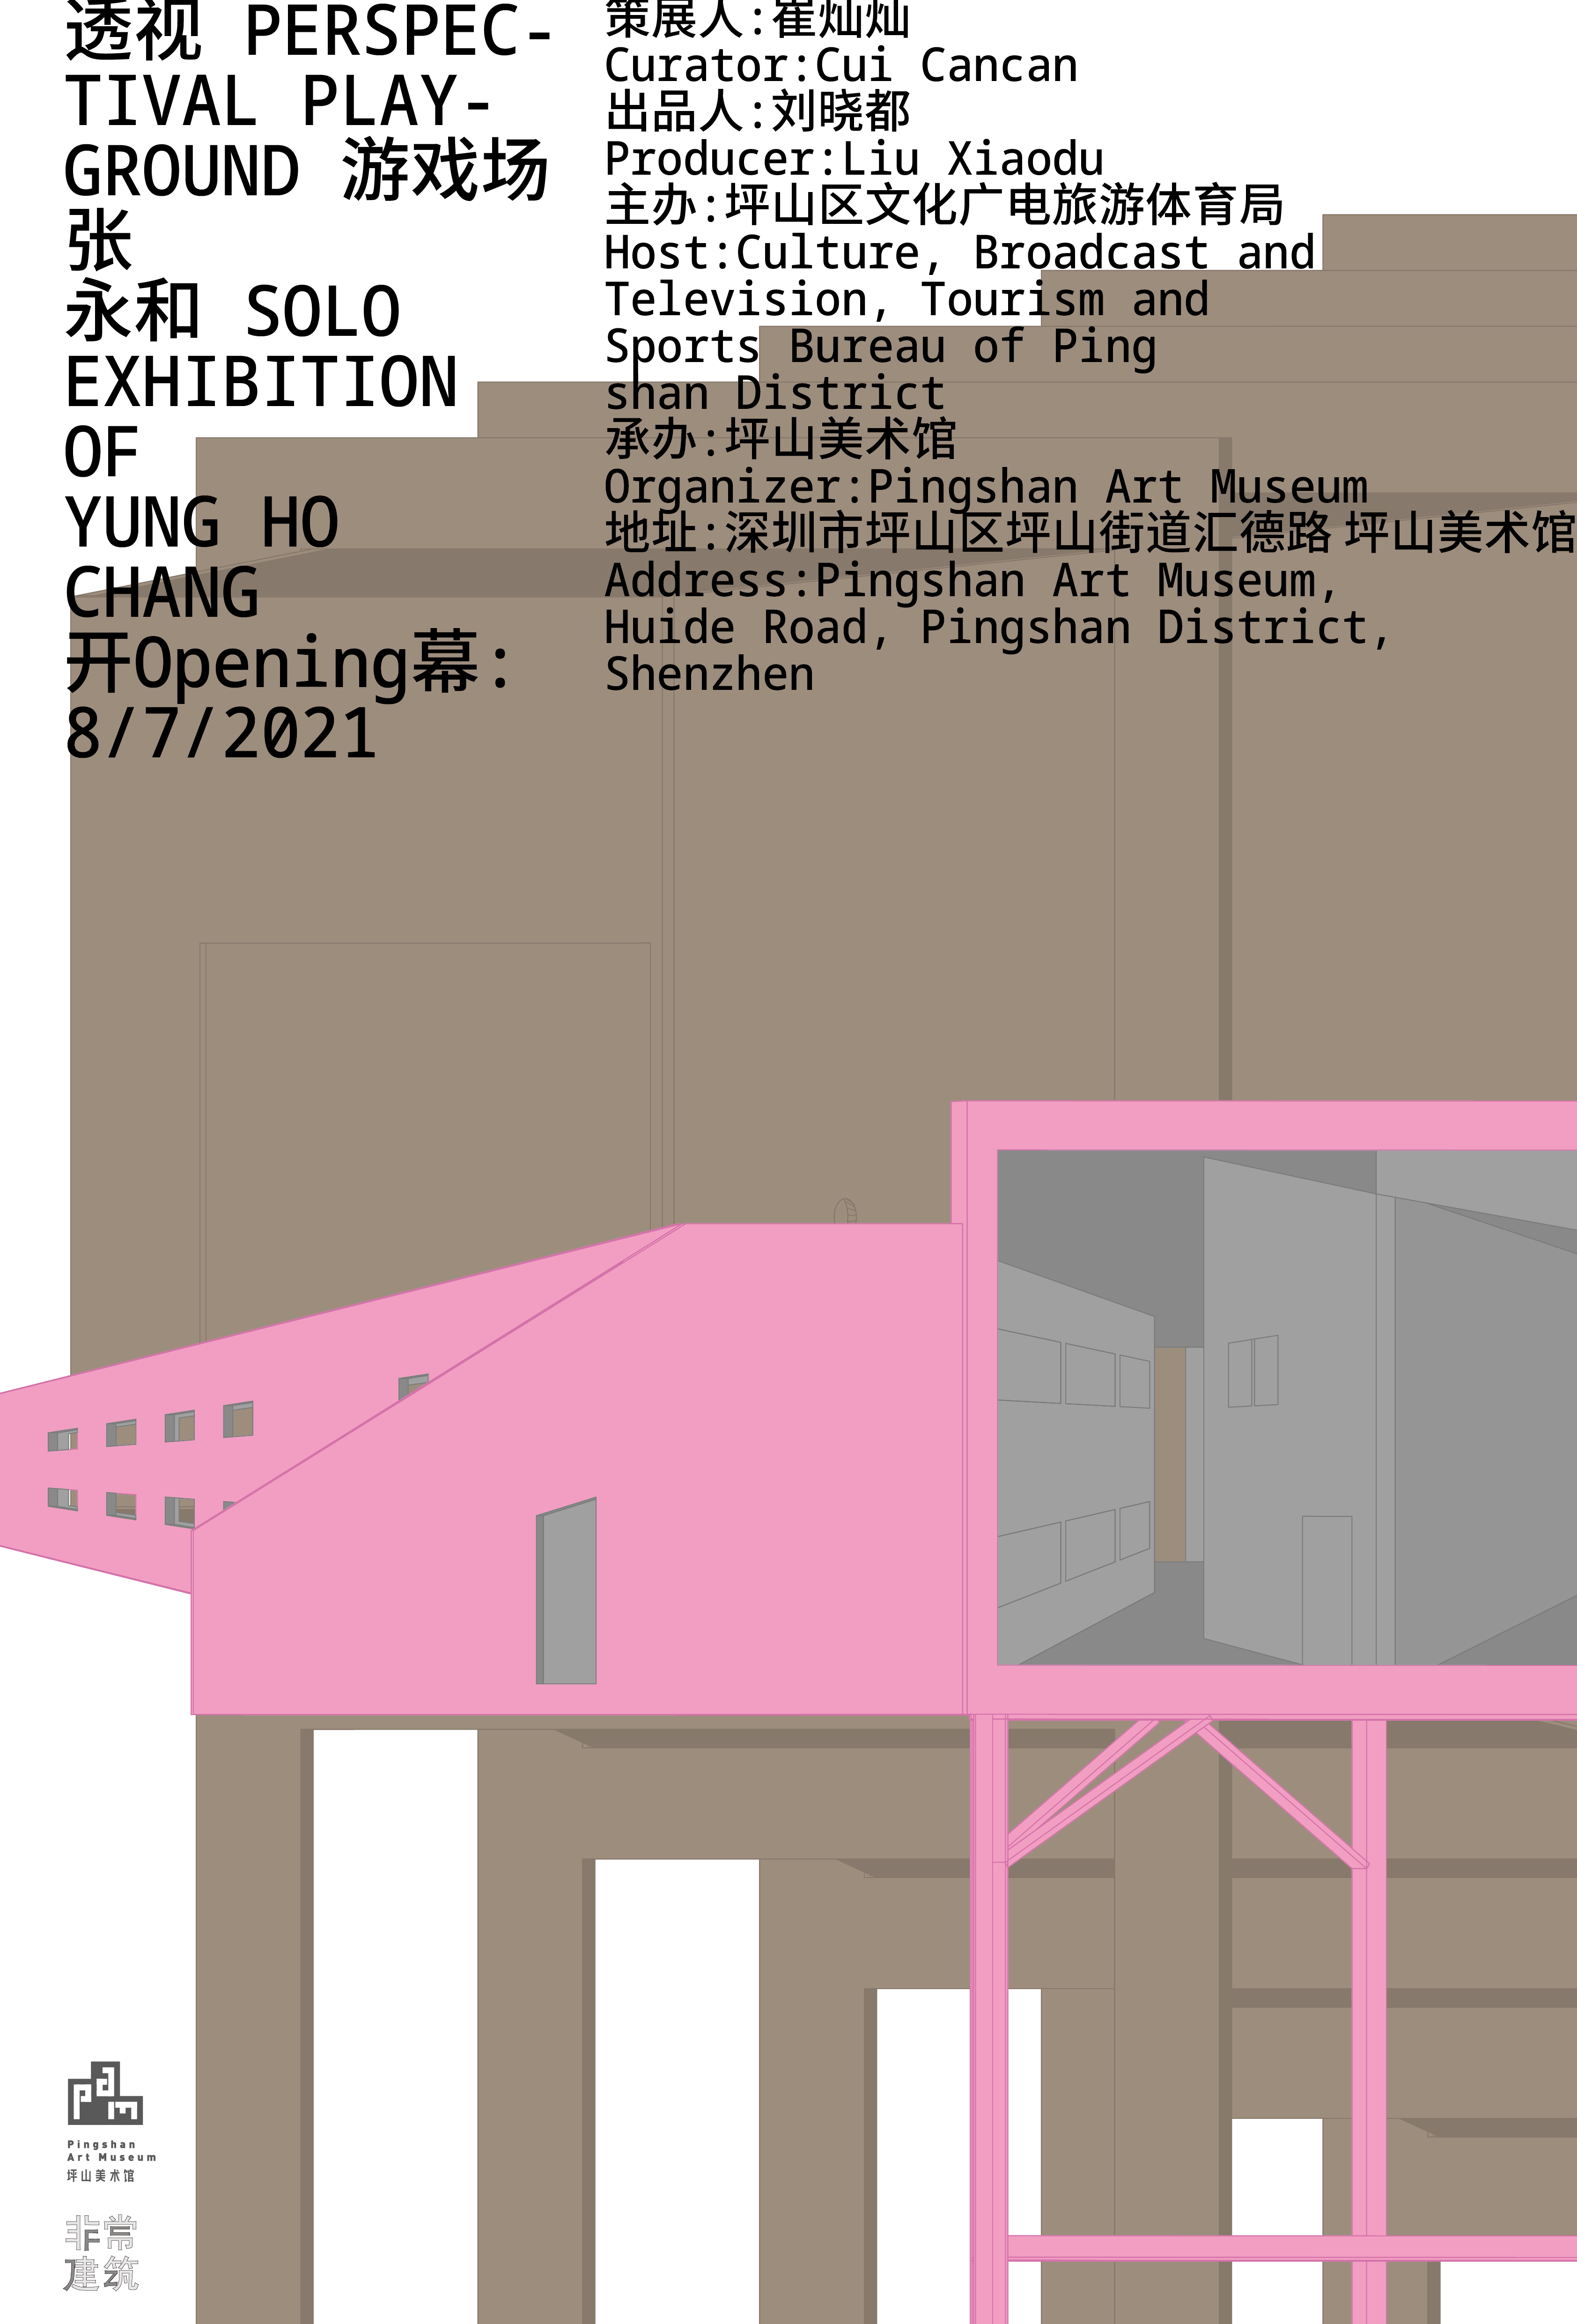 透视 PERSPEC-
TIVAL PLAY-
GROUND 游戏场
张
永和 SOLO
EXHIBITION
OF
YUNG HO
CHANG
开Opening幕:
8/7/2021
策展人:崔灿灿
Curator:Cui Cancan
出品人:刘晓都
Producer:Liu Xiaodu
主办:坪山区文化广电旅游体育局
Host:Culture, Broadcast and
Television, Tourism and
Sports Bureau of Ping
shan District
承办:坪山美术馆
Organizer:Pingshan Art Museum
地址:深圳市坪山区坪山街道汇德路 坪山美术馆
Address:Pingshan Art Museum,
Huide Road, Pingshan District,
Shenzhen
pam
Pingshan
Art Museum
坪山美术馆
非常
建筑